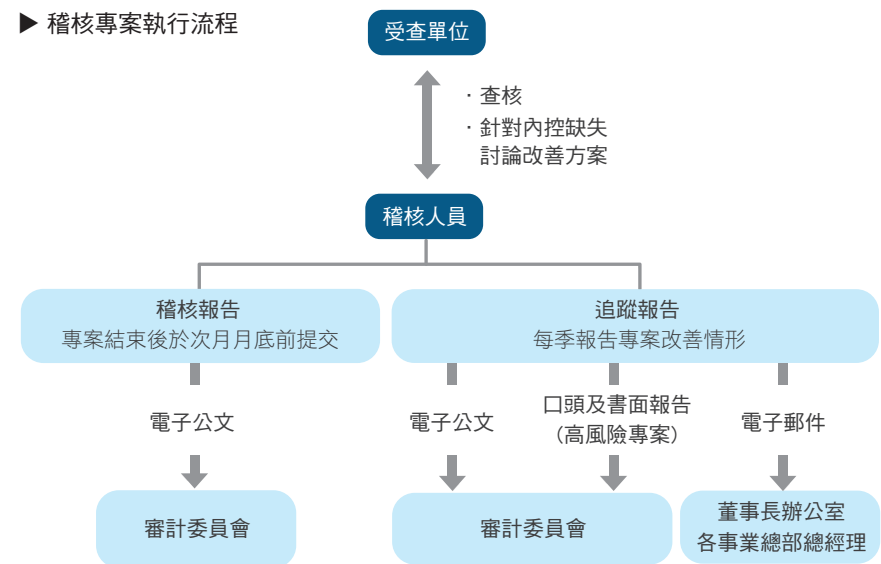 ▶ 稽核專案執行流程
受查單位
·查核
·針對內控缺失
討論改善方案
稽核人員
稽核報告
專案結束後於次月月底前提交
追蹤報告
每季報告專案改善情形
電子公文
電子公文
口頭及書面報告
（高風險專案）
電子郵件
審計委員會
審計委員會
董事長辦公室
各事業總部總經理